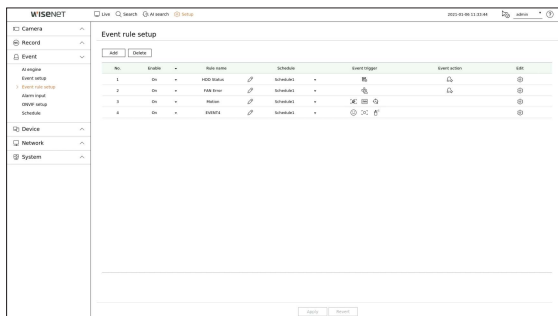 WISENET
Live Search AI search Setup 2021-01-06 11:33:44 admin
Camera
Record
Event
AI engine
Event setup
Event rule setup
Alarm input
ONVIF setup
Schedule
Device
Network
System
Event rule setup
Add Delete
No. Enable Rule name Schedule Event trigger Event action Edit
1 On HDD Status Schedule1
2 On FAN Error Schedule1
3 On Motion Schedule1
4 On EVENT4 Schedule1
Apply Revert